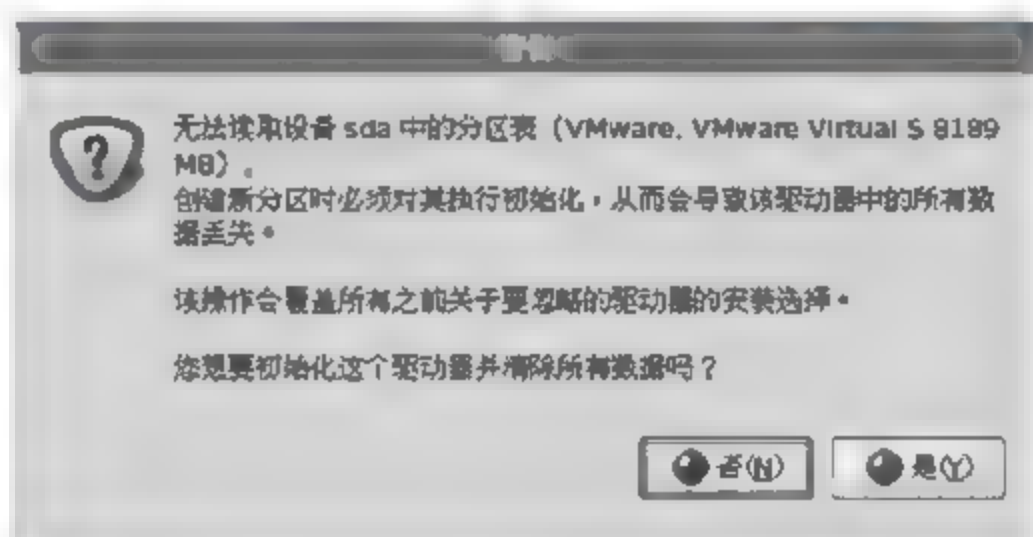 无法读取设备 sda 中的分区表（VMware, VMware Virtual S 8189
MB）。
创建新分区时必须对其执行初始化，从而会导致该驱动器中的所有数
据丢失。
该操作会覆盖所有之前关于要忽略的驱动器的安装选择。
您想要初始化这个驱动器并清除所有数据吗？
否(N)
是(Y)